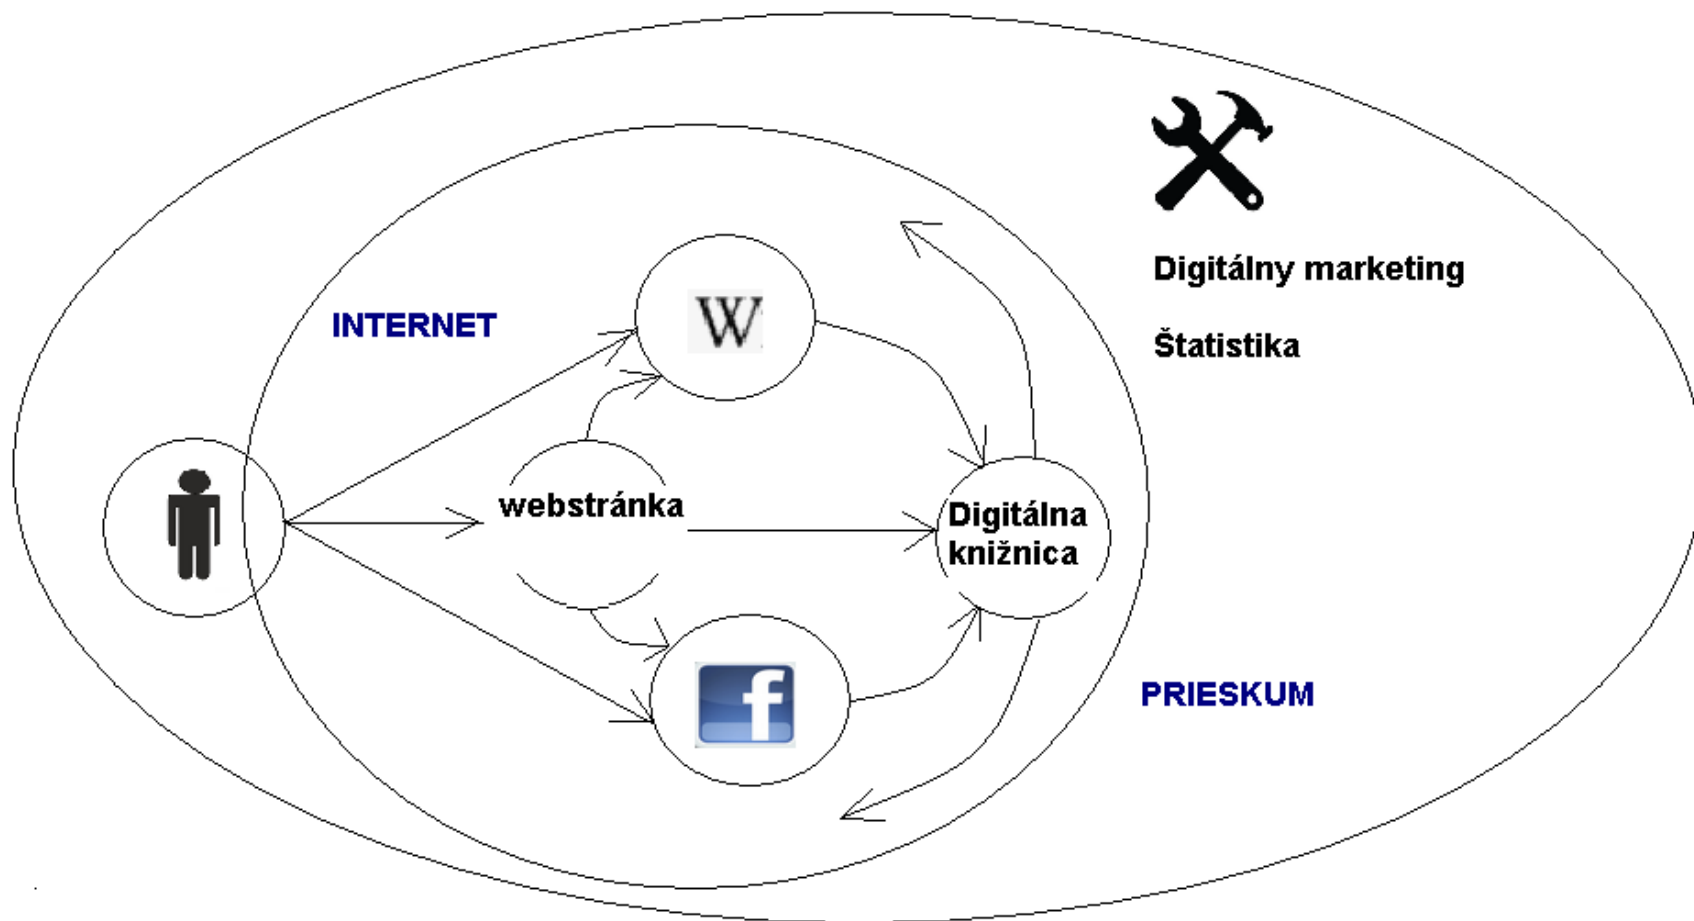 Digitálny marketing
Štatistika
INTERNET
W
webstránka
Digitálna
knižnica
f
PRIESKUM